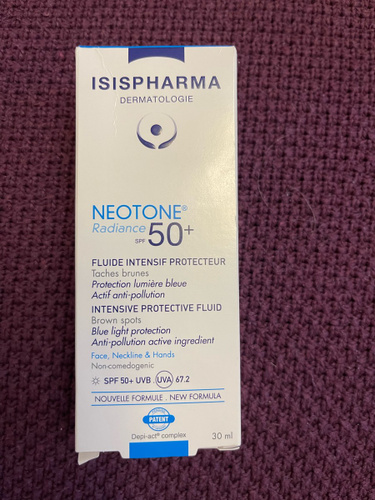 ISISPHARMA
DERMATOLOGIE
NEOTONE®
Radiance SPF 50+
FLUIDE INTENSIF PROTECTEUR
Taches brunes
Protection lumière bleue
Actif anti-pollution
INTENSIVE PROTECTIVE FLUID
Brown spots
Blue light protection
Anti-pollution active ingredient
Face, Neckline & Hands
Non-comedogenic
SPF 50+ UVB UVA 67.2
NOUVELLE FORMULE . NEW FORMULA
PATENT
Depi-act® complex
30 ml